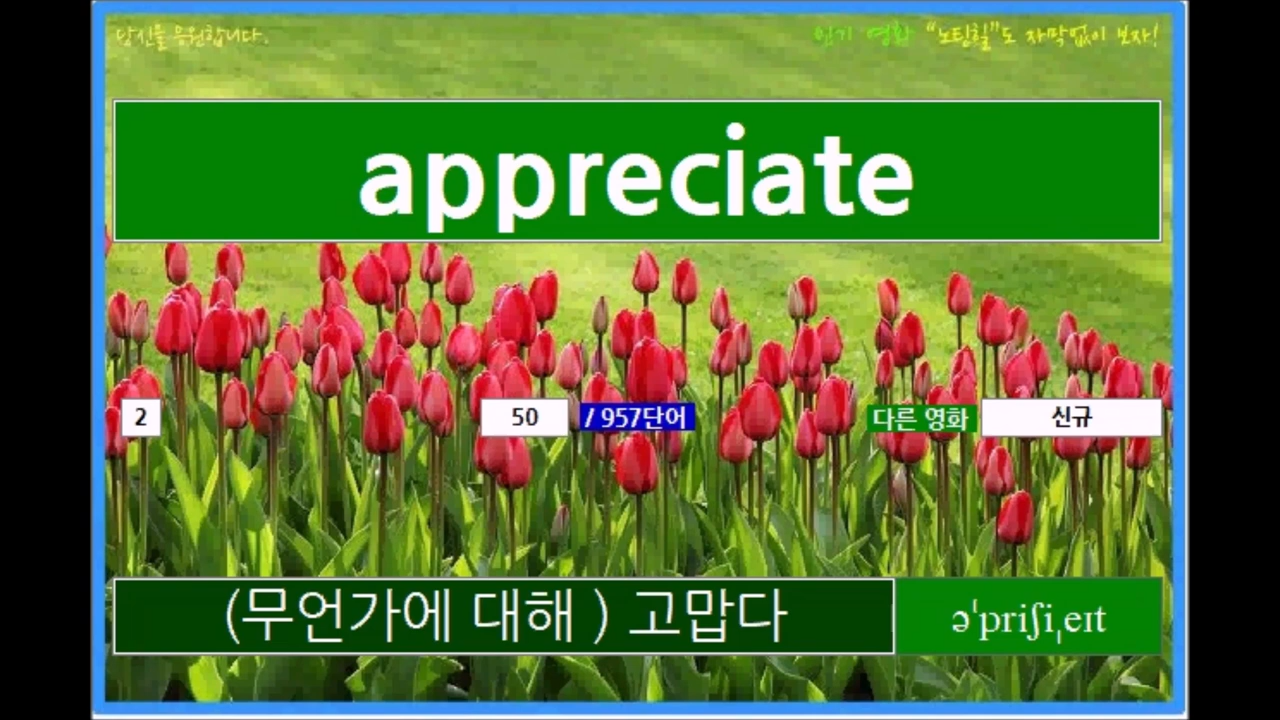 당신을 응원합니다.
인기 영화 “노팅힐”도 자막없이 보자!
appreciate
2
50 / 957단어
다른 영화 신규
(무언가에 대해 ) 고맙다
əˈpriʃiˌeɪt